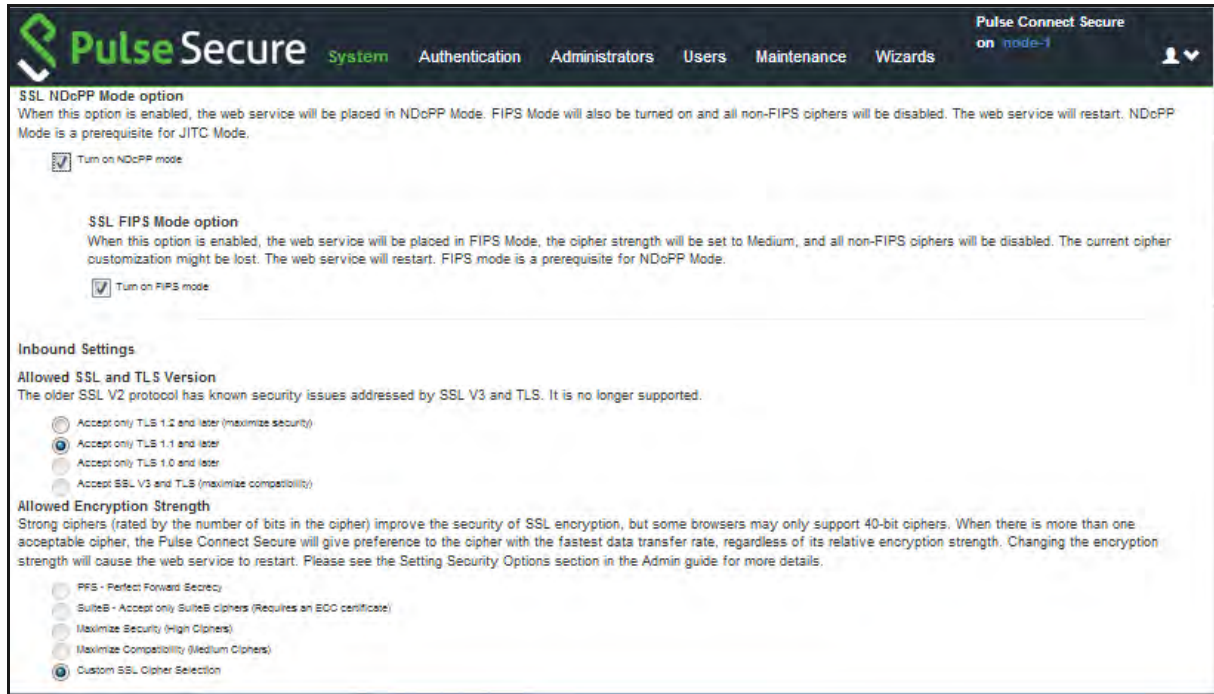 Pulse Secure System Authentication Administrators Users Maintenance Wizards
Pulse Connect Secure
on node-1
SSL NDcPP Mode option
When this option is enabled, the web service will be placed in NDcPP Mode. FIPS Mode will also be turned on and all non-FIPS ciphers will be disabled. The web service will restart. NDcPP
Mode is a prerequisite for JITC Mode.
Turn on NDcPP mode
SSL FIPS Mode option
When this option is enabled, the web service will be placed in FIPS Mode, the cipher strength will be set to Medium, and all non-FIPS ciphers will be disabled. The current cipher
customization might be lost. The web service will restart. FIPS mode is a prerequisite for NDcPP Mode.
Turn on FIPS mode
Inbound Settings
Allowed SSL and TLS Version
The older SSL V2 protocol has known security issues addressed by SSL V3 and TLS. It is no longer supported.
Accept only TLS 1.2 and later (maximize security)
Accept only TLS 1.1 and later
Accept only TLS 1.0 and later
Accept SSL V3 and TLS (maximize compatibility)
Allowed Encryption Strength
Strong ciphers (rated by the number of bits in the cipher) improve the security of SSL encryption, but some browsers may only support 40-bit ciphers. When there is more than one
acceptable cipher, the Pulse Connect Secure will give preference to the cipher with the fastest data transfer rate, regardless of its relative encryption strength. Changing the encryption
strength will cause the web service to restart. Please see the Setting Security Options section in the Admin guide for more details.
PFS - Perfect Forward Secrecy
SuiteB - Accept only SuiteB ciphers (Requires an ECC certificate)
Maximize Security (High Ciphers)
Maximize Compatibility (Medium Ciphers)
Custom SSL Cipher Selection